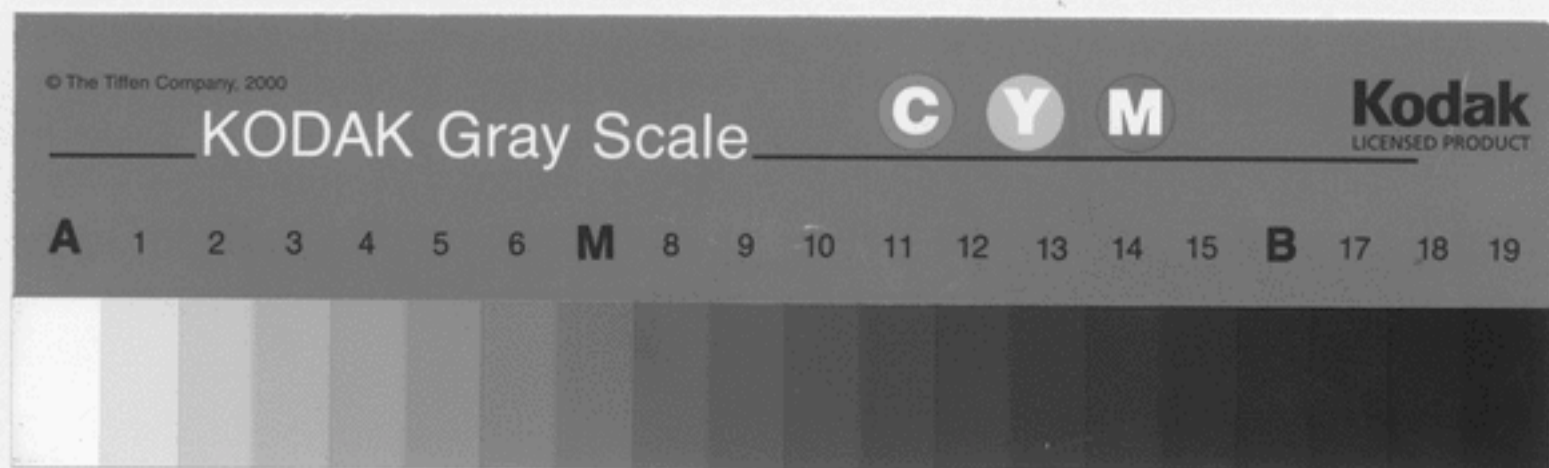 © The Tiffen Company, 2000
KODAK Gray Scale
C Y M
Kodak
LICENSED PRODUCT
A 1 2 3 4 5 6 M 8 9 10 11 12 13 14 15 B 17 18 19